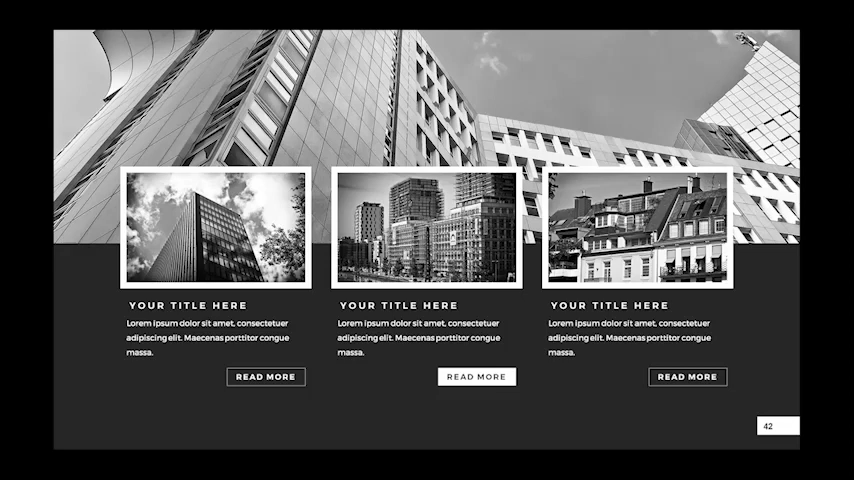 YOUR TITLE HERE
Lorem ipsum dolor sit amet, consectetuer
adipiscing elit. Maecenas porttitor congue
massa.
READ MORE
YOUR TITLE HERE
Lorem ipsum dolor sit amet, consectetuer
adipiscing elit. Maecenas porttitor congue
massa.
READ MORE
YOUR TITLE HERE
Lorem ipsum dolor sit amet, consectetuer
adipiscing elit. Maecenas porttitor congue
massa.
READ MORE
42